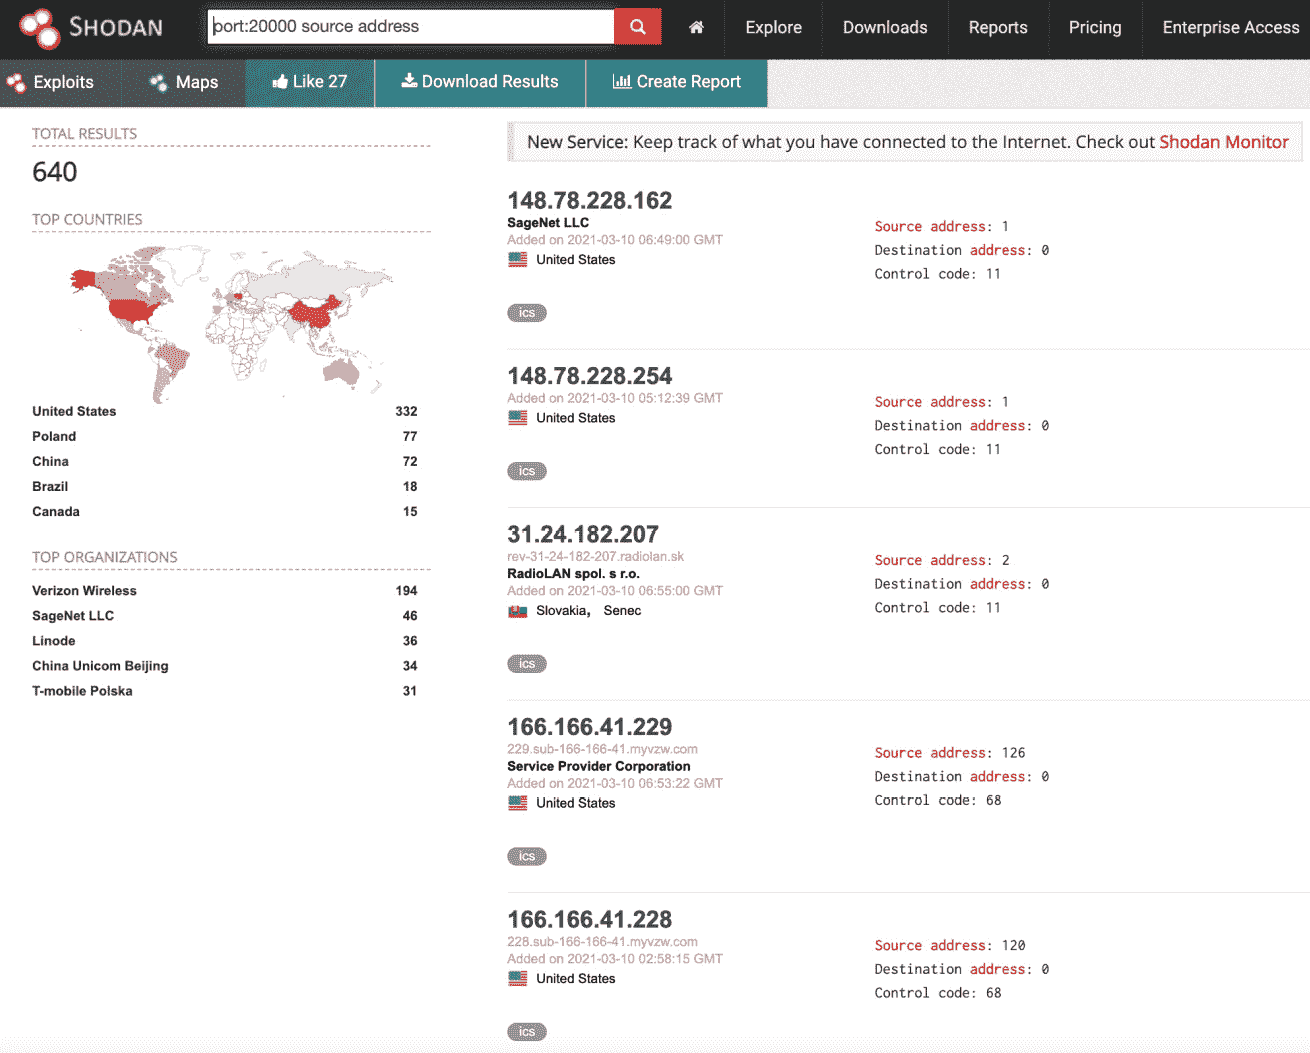 SHODAN
port:20000 source address
Explore
Downloads
Reports
Pricing
Enterprise Access
Exploits
Maps
Like 27
Download Results
Create Report
TOTAL RESULTS
640
TOP COUNTRIES
United States 332
Poland 77
China 72
Brazil 18
Canada 15
TOP ORGANIZATIONS
Verizon Wireless 194
SageNet LLC 46
Linode 36
China Unicom Beijing 34
T-mobile Polska 31
New Service: Keep track of what you have connected to the Internet. Check out Shodan Monitor
148.78.228.162
SageNet LLC
Added on 2021-03-10 06:49:00 GMT
United States
ics
Source address: 1
Destination address: 0
Control code: 11
148.78.228.254
Added on 2021-03-10 05:12:39 GMT
United States
ics
Source address: 1
Destination address: 0
Control code: 11
31.24.182.207
rev-31-24-182-207.radiolan.sk
RadioLAN spol. s r.o.
Added on 2021-03-10 06:55:00 GMT
Slovakia, Senec
ics
Source address: 2
Destination address: 0
Control code: 11
166.166.41.229
229.sub-166-166-41.myvzw.com
Service Provider Corporation
Added on 2021-03-10 06:53:22 GMT
United States
ics
Source address: 126
Destination address: 0
Control code: 68
166.166.41.228
228.sub-166-166-41.myvzw.com
Added on 2021-03-10 02:58:15 GMT
United States
ics
Source address: 120
Destination address: 0
Control code: 68